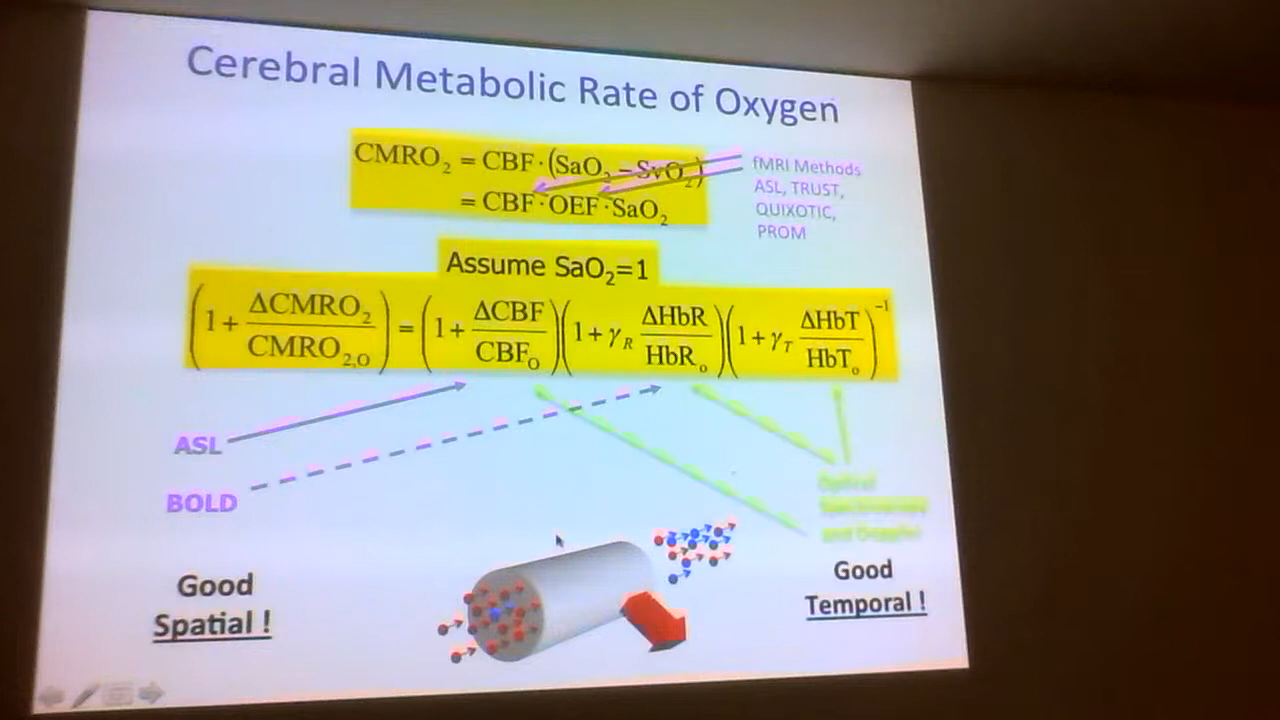 Cerebral Metabolic Rate of Oxygen
CMRO₂ = CBF·(SaO₂ − SvO₂)
= CBF·OEF·SaO₂
fMRI Methods
ASL, TRUST,
QUIXOTIC,
PROM
Assume SaO₂=1
(1 + ΔCMRO₂/CMRO₂,O) = (1 + ΔCBF/CBFO)(1 + γR ΔHbR/HbRo)(1 + γT ΔHbT/HbTo)⁻¹
ASL
BOLD
and Doppler
Good
Spatial !
Good
Temporal !